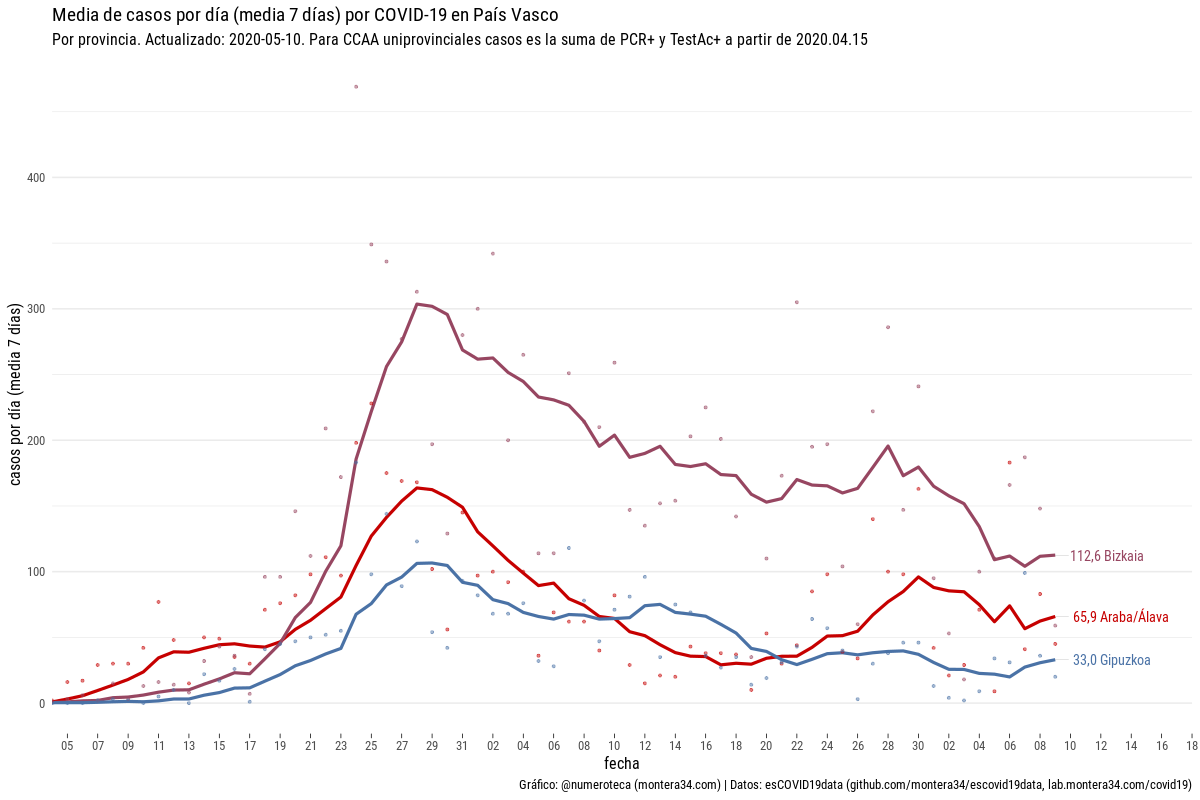 Media de casos por día (media 7 días) por COVID-19 en País Vasco
Por provincia. Actualizado: 2020-05-10. Para CCAA uniprovinciales casos es la suma de PCR+ y TestAc+ a partir de 2020.04.15
casos por día (media 7 días)
400
300
200
100
0
112,6 Bizkaia
65,9 Araba/Álava
33,0 Gipuzkoa
05 07 09 11 13 15 17 19 21 23 25 27 29 31 02 04 06 08 10 12 14 16 18 20 22 24 26 28 30 02 04 06 08 10 12 14 16 18
fecha
Gráfico: @numeroteca (montera34.com) | Datos: esCOVID19data (github.com/montera34/escovid19data, lab.montera34.com/covid19)